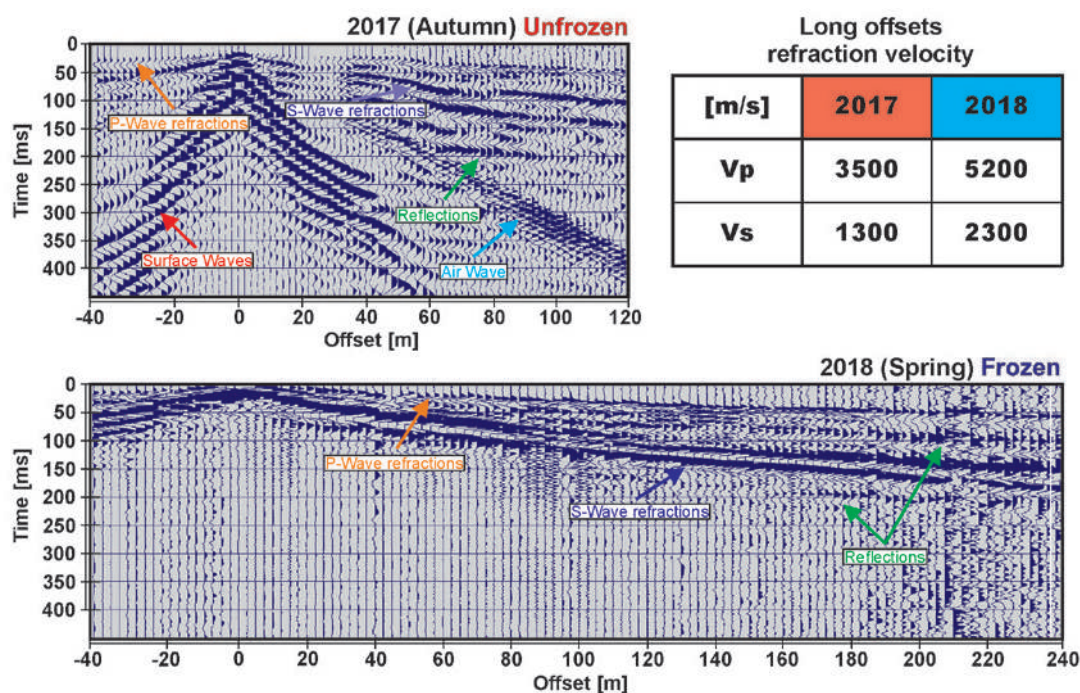 2017 (Autumn) Unfrozen
0
50
100
150
200
250
300
350
400
Time [ms]
P-Wave refractions
S-Wave refractions
Reflections
Surface Waves
Air Wave
-40 -20 0 20 40 60 80 100 120
Offset [m]
Long offsets
refraction velocity
[m/s] 2017 2018
Vp 3500 5200
Vs 1300 2300
2018 (Spring) Frozen
0
50
100
150
200
250
300
350
400
Time [ms]
P-Wave refractions
S-Wave refractions
Reflections
-40 -20 0 20 40 60 80 100 120 140 160 180 200 220 240
Offset [m]